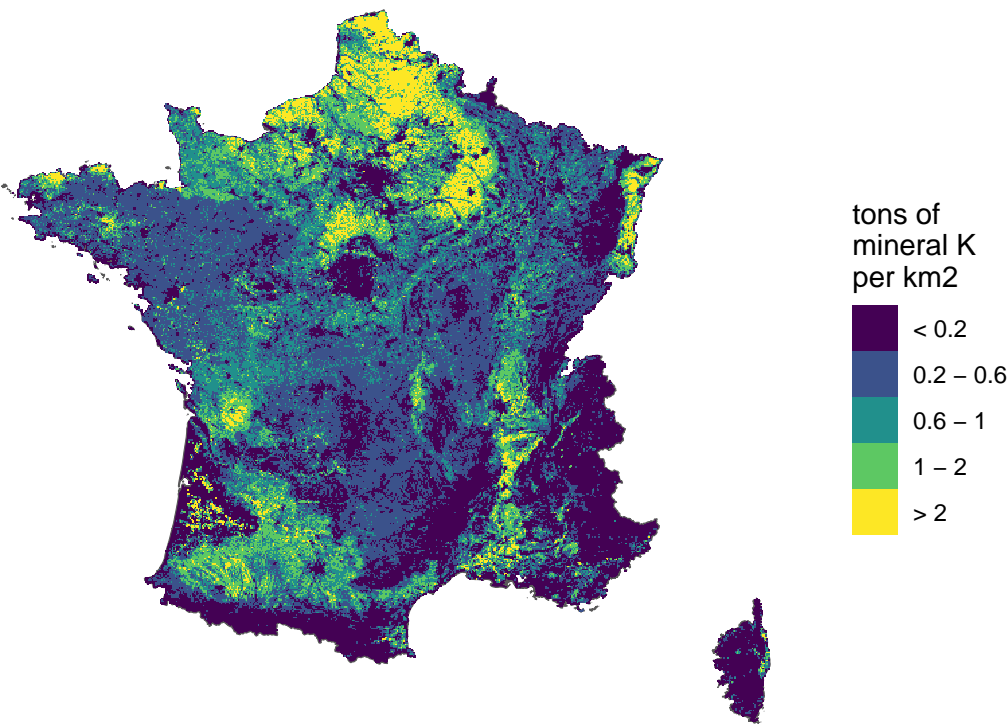 tons of
mineral K
per km2
< 0.2
0.2 − 0.6
0.6 − 1
1 − 2
> 2